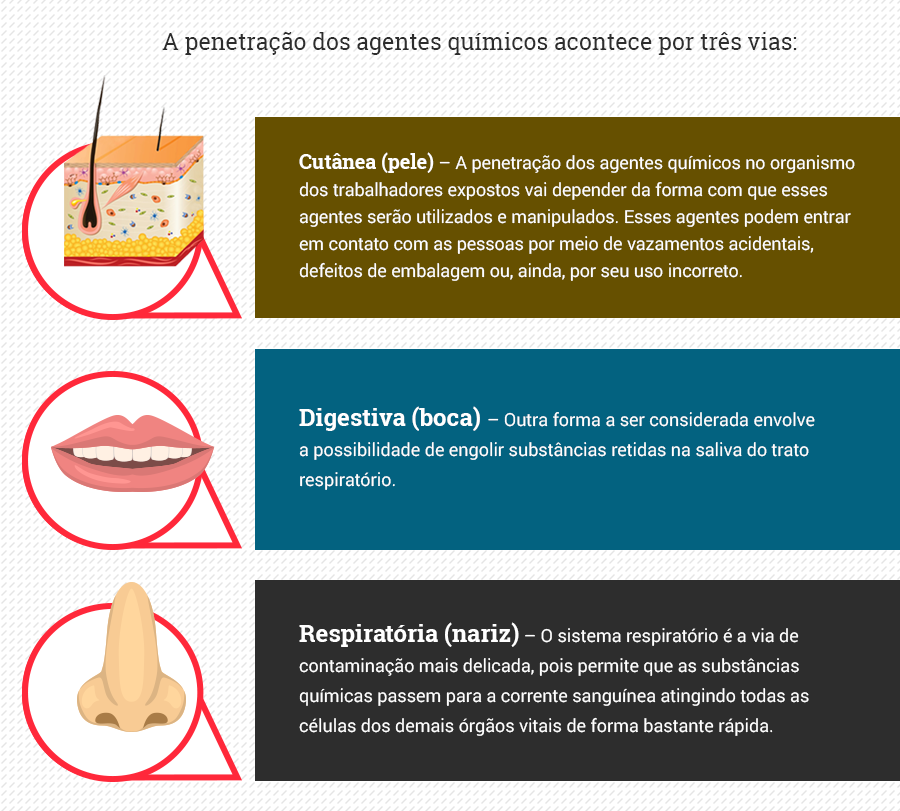 A penetração dos agentes químicos acontece por três vias:
Cutânea (pele) – A penetração dos agentes químicos no organismo
dos trabalhadores expostos vai depender da forma com que esses
agentes serão utilizados e manipulados. Esses agentes podem entrar
em contato com as pessoas por meio de vazamentos acidentais,
defeitos de embalagem ou, ainda, por seu uso incorreto.
Digestiva (boca) – Outra forma a ser considerada envolve
a possibilidade de engolir substâncias retidas na saliva do trato
respiratório.
Respiratória (nariz) – O sistema respiratório é a via de
contaminação mais delicada, pois permite que as substâncias
químicas passem para a corrente sanguínea atingindo todas as
células dos demais órgãos vitais de forma bastante rápida.